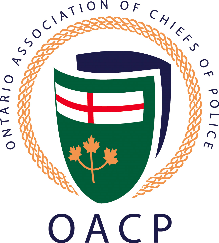 ONTARIO ASSOCIATION OF CHIEFS OF POLICE
OACP